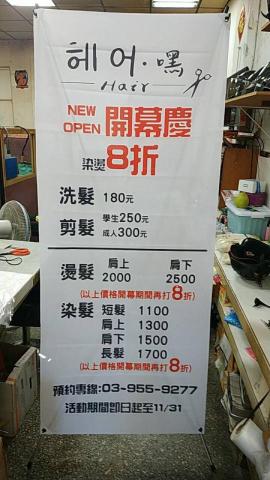 헤어·嘿
Hair
NEW OPEN 開幕慶
染燙8折
洗髮 180元
剪髮 學生250元
成人300元
燙髮 肩上 肩下
2000 2500
(以上價格開幕期間再打8折)
染髮 短髮 1100
肩上 1300
肩下 1500
長髮 1700
(以上價格開幕期間再打8折)
預約專線:03-955-9277
活動期間卽日起至11/31